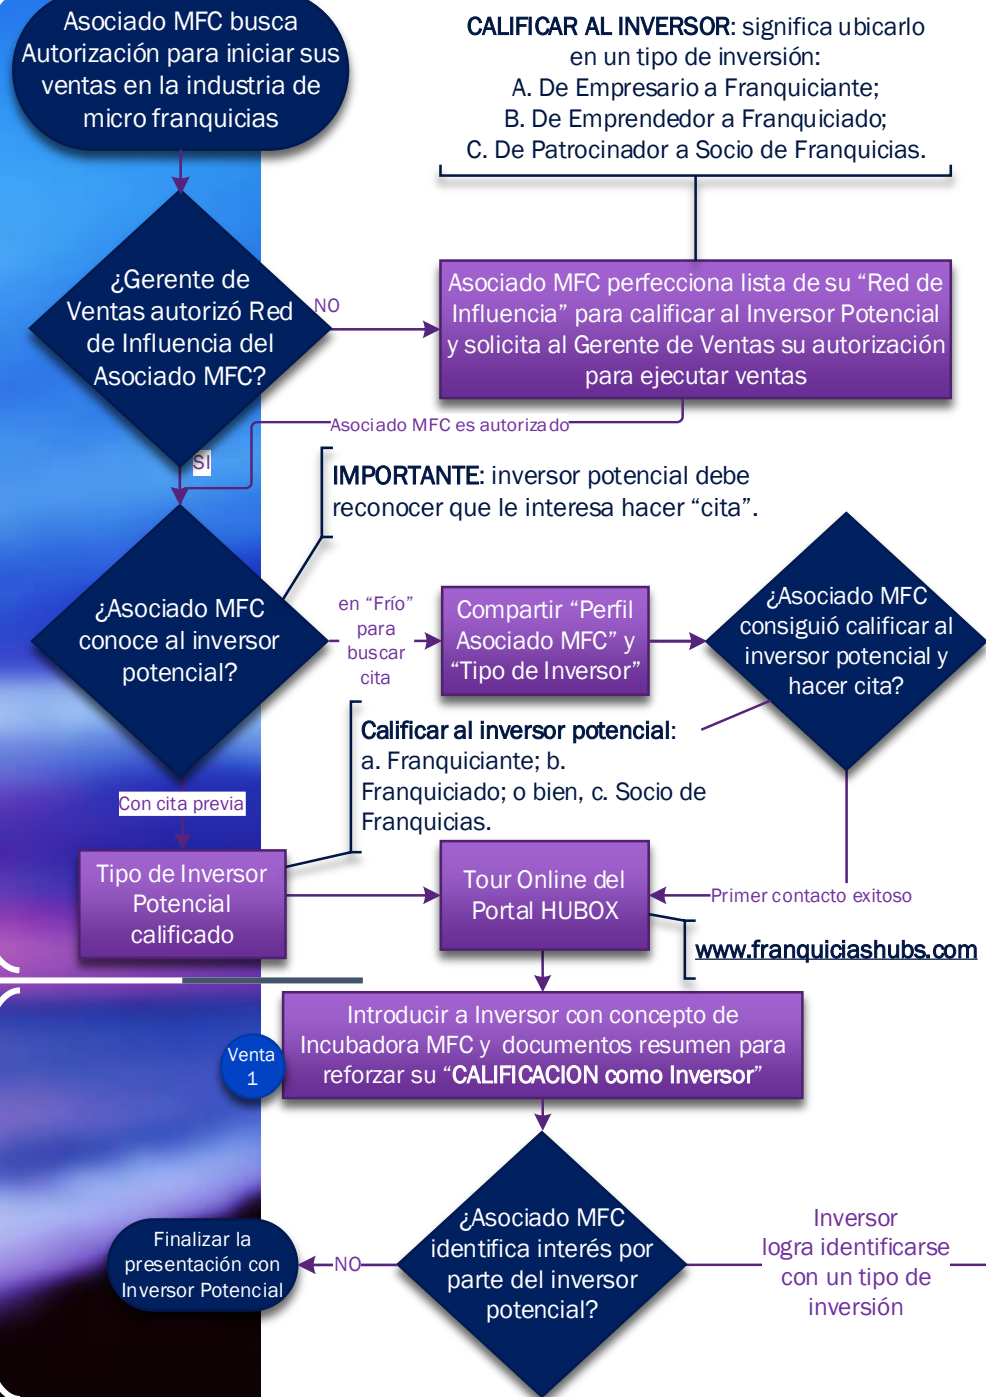 Asociado MFC busca
Autorización para iniciar sus
ventas en la industria de
micro franquicias
CALIFICAR AL INVERSOR: significa ubicarlo
en un tipo de inversión:
A. De Empresario a Franquiciante;
B. De Emprendedor a Franquiciado;
C. De Patrocinador a Socio de Franquicias.
¿Gerente de
Ventas autorizó Red
de Influencia del
Asociado MFC?
NO
Asociado MFC perfecciona lista de su “Red de
Influencia” para calificar al Inversor Potencial
y solicita al Gerente de Ventas su autorización
para ejecutar ventas
Asociado MFC es autorizado
SI
IMPORTANTE: inversor potencial debe
reconocer que le interesa hacer “cita”.
¿Asociado MFC
conoce al inversor
potencial?
en “Frío”
para
buscar
cita
Compartir “Perfil
Asociado MFC” y
“Tipo de Inversor”
¿Asociado MFC
consiguió calificar al
inversor potencial y
hacer cita?
Calificar al inversor potencial:
a. Franquiciante; b.
Franquiciado; o bien, c. Socio de
Franquicias.
Con cita previa
Tipo de Inversor
Potencial
calificado
Tour Online del
Portal HUBOX
Primer contacto exitoso
www.franquiciashubs.com
Venta
1
Introducir a Inversor con concepto de
Incubadora MFC y documentos resumen para
reforzar su “CALIFICACION como Inversor”
¿Asociado MFC
identifica interés por
parte del inversor
potencial?
NO
Finalizar la
presentación con
Inversor Potencial
Inversor
logra identificarse
con un tipo de
inversión